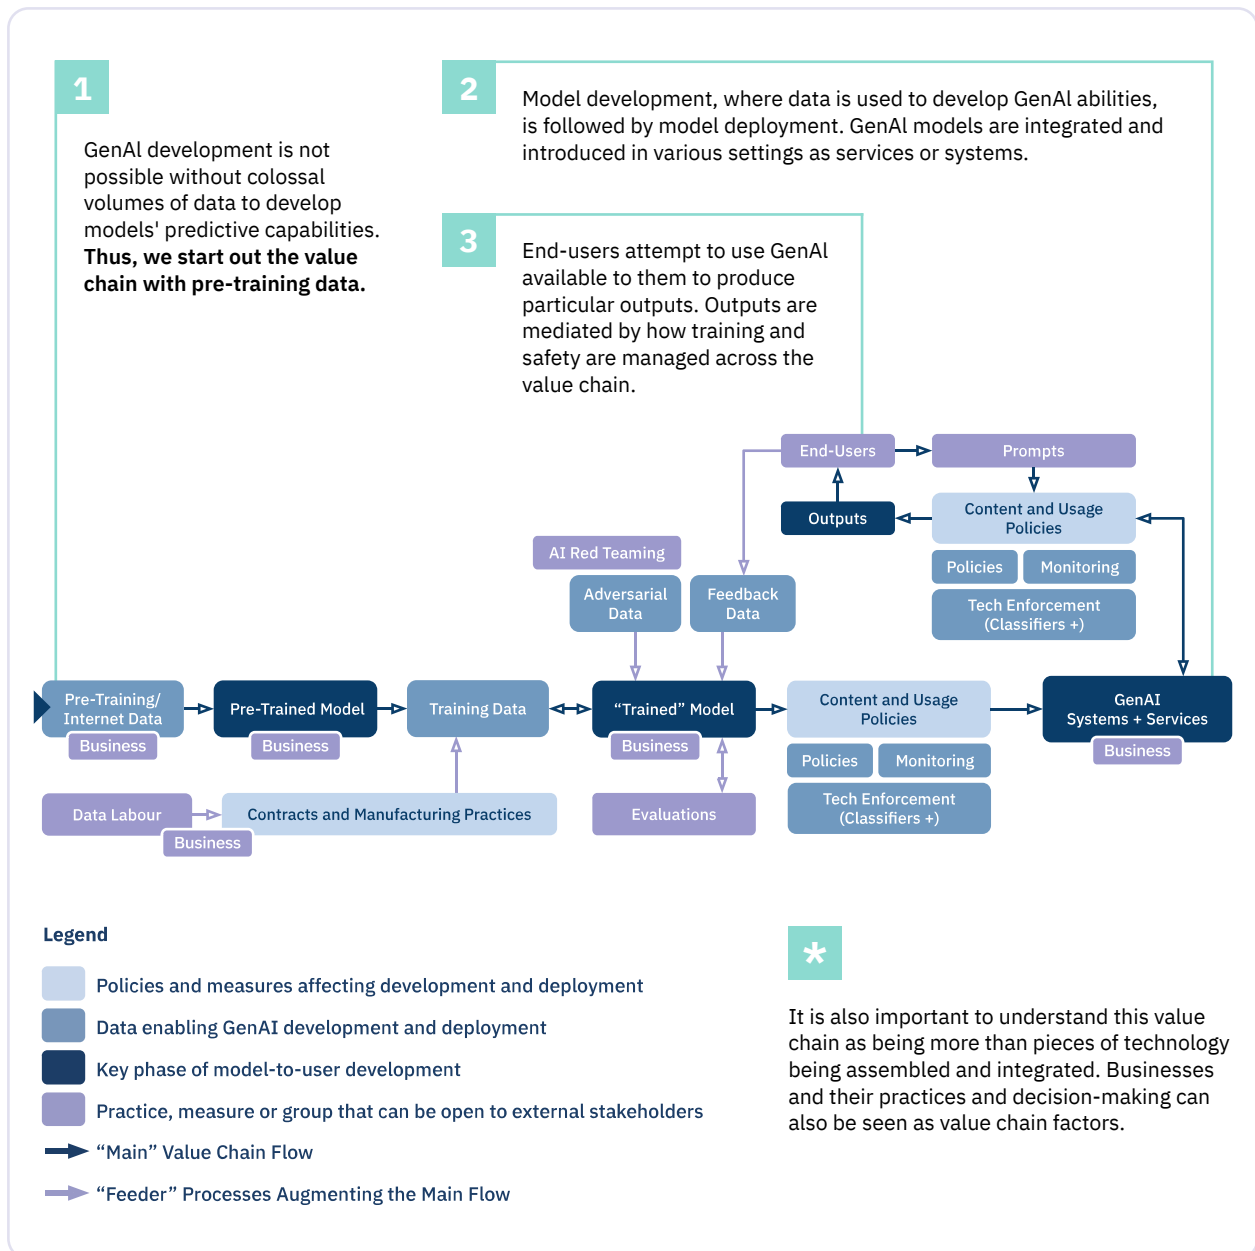 1
GenAI development is not
possible without colossal
volumes of data to develop
models' predictive capabilities.
Thus, we start out the value
chain with pre-training data.
2
Model development, where data is used to develop GenAI abilities,
is followed by model deployment. GenAI models are integrated and
introduced in various settings as services or systems.
3
End-users attempt to use GenAI
available to them to produce
particular outputs. Outputs are
mediated by how training and
safety are managed across the
value chain.
End-Users
Prompts
Outputs
Content and Usage
Policies
Policies
Monitoring
Tech Enforcement
(Classifiers +)
AI Red Teaming
Adversarial
Data
Feedback
Data
Pre-Training/
Internet Data
Business
Pre-Trained Model
Business
Training Data
“Trained” Model
Business
Content and Usage
Policies
Policies
Monitoring
Tech Enforcement
(Classifiers +)
GenAI
Systems + Services
Business
Data Labour
Business
Contracts and Manufacturing Practices
Evaluations
Legend
Policies and measures affecting development and deployment
Data enabling GenAI development and deployment
Key phase of model-to-user development
Practice, measure or group that can be open to external stakeholders
“Main” Value Chain Flow
“Feeder” Processes Augmenting the Main Flow
*
It is also important to understand this value
chain as being more than pieces of technology
being assembled and integrated. Businesses
and their practices and decision-making can
also be seen as value chain factors.